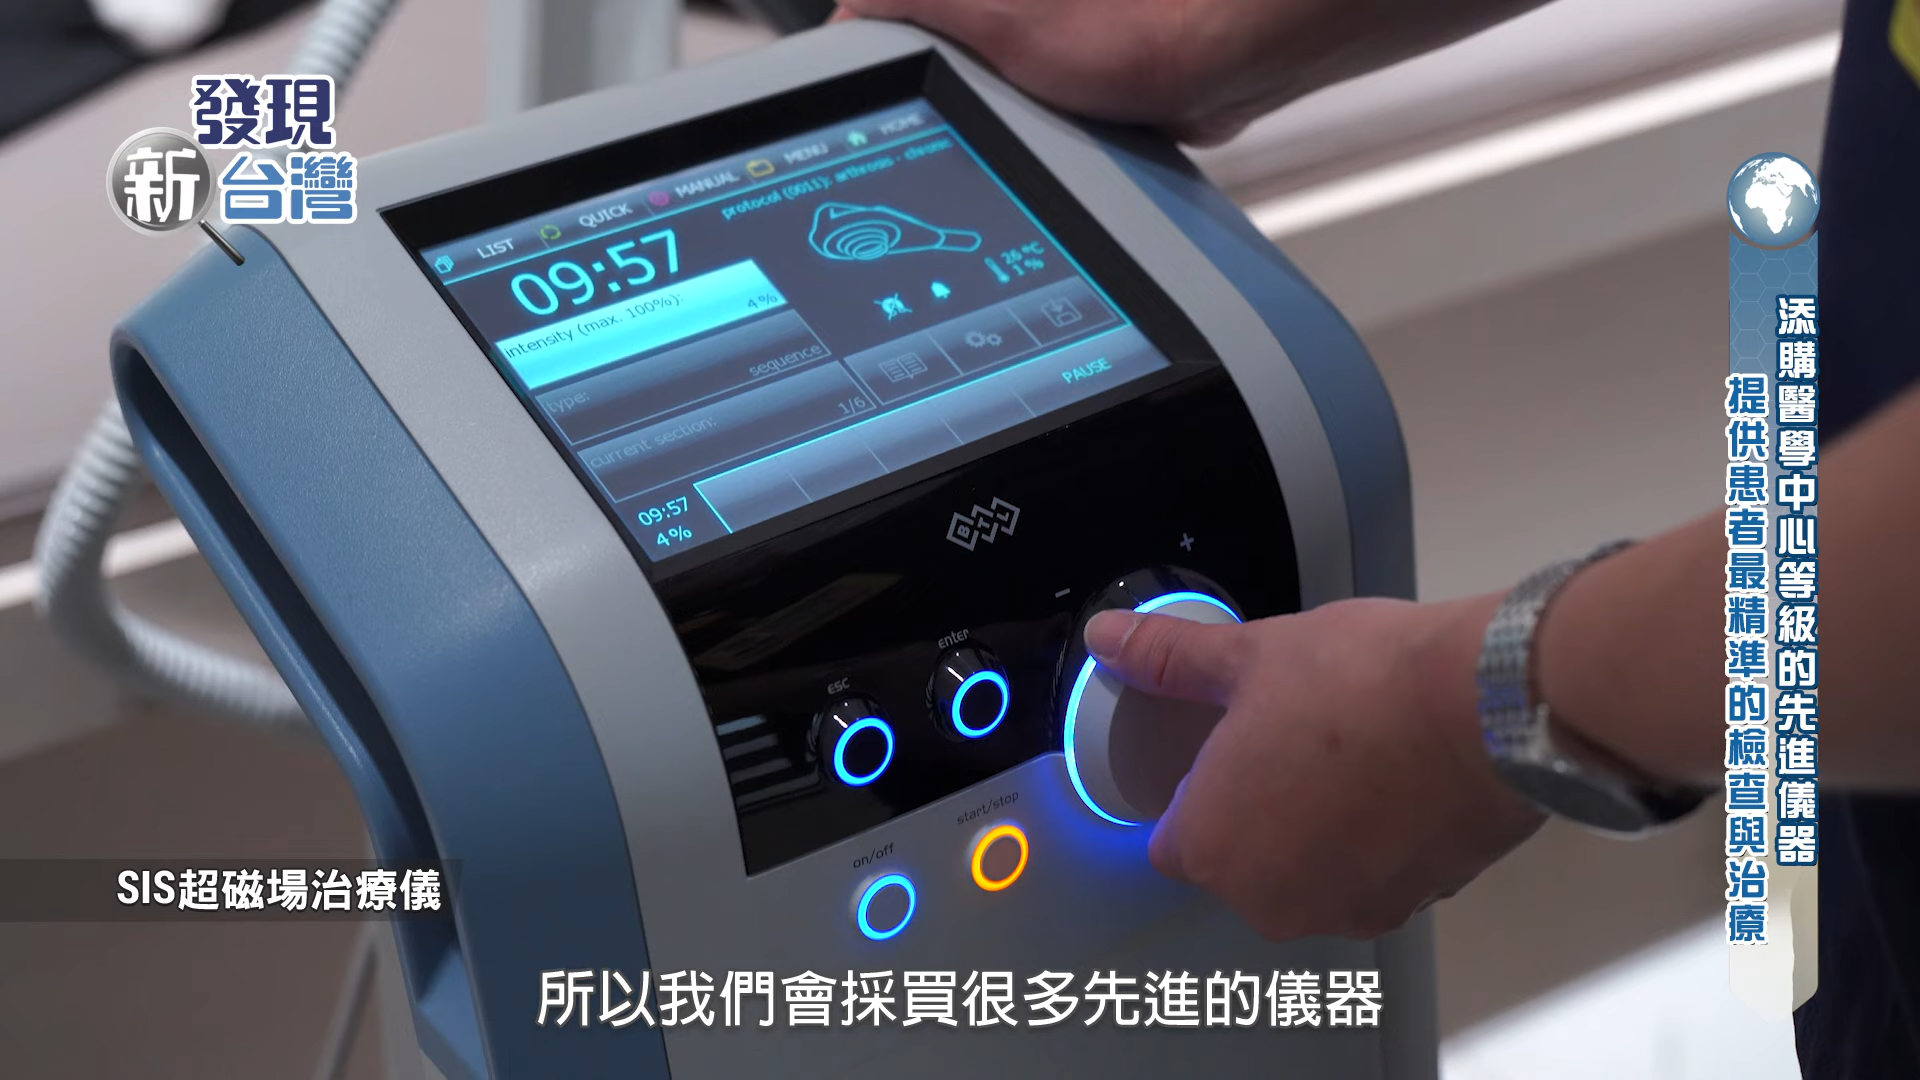 發現
新台灣
LIST
QUICK
MANUAL
MENU
HOME
protocol (0011): arthrosis - chronic
09:57
intensity (max. 100%):
4%
26 °C
1 %
type:
sequence
current section:
1/6
PAUSE
09:57
4%
BTL
+
-
enter
esc
start/stop
on/off
添購醫學中心等級的先進儀器
提供患者最精準的檢查與治療
SIS超磁場治療儀
所以我們會採買很多先進的儀器